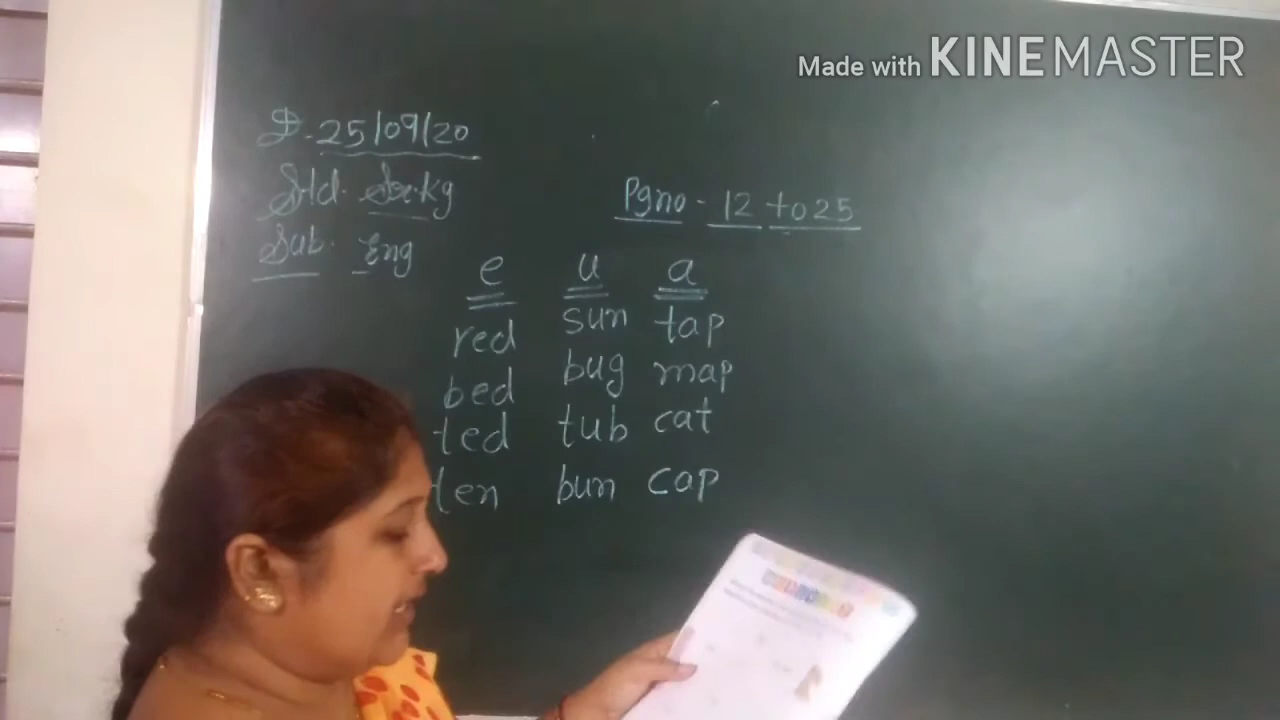 Made with KINEMASTER
D. 25/09/20
Std. Sr.kg
Pgno - 12 to 25
Sub. Eng
e u a
red sun tap
bed bug map
ted tub cat
ten bun cap